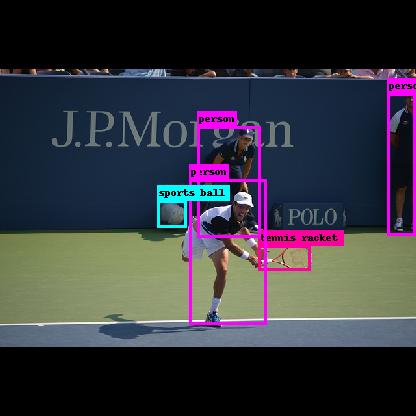 person
J.P.Morgan
person
person
sports ball
POLO
tennis racket